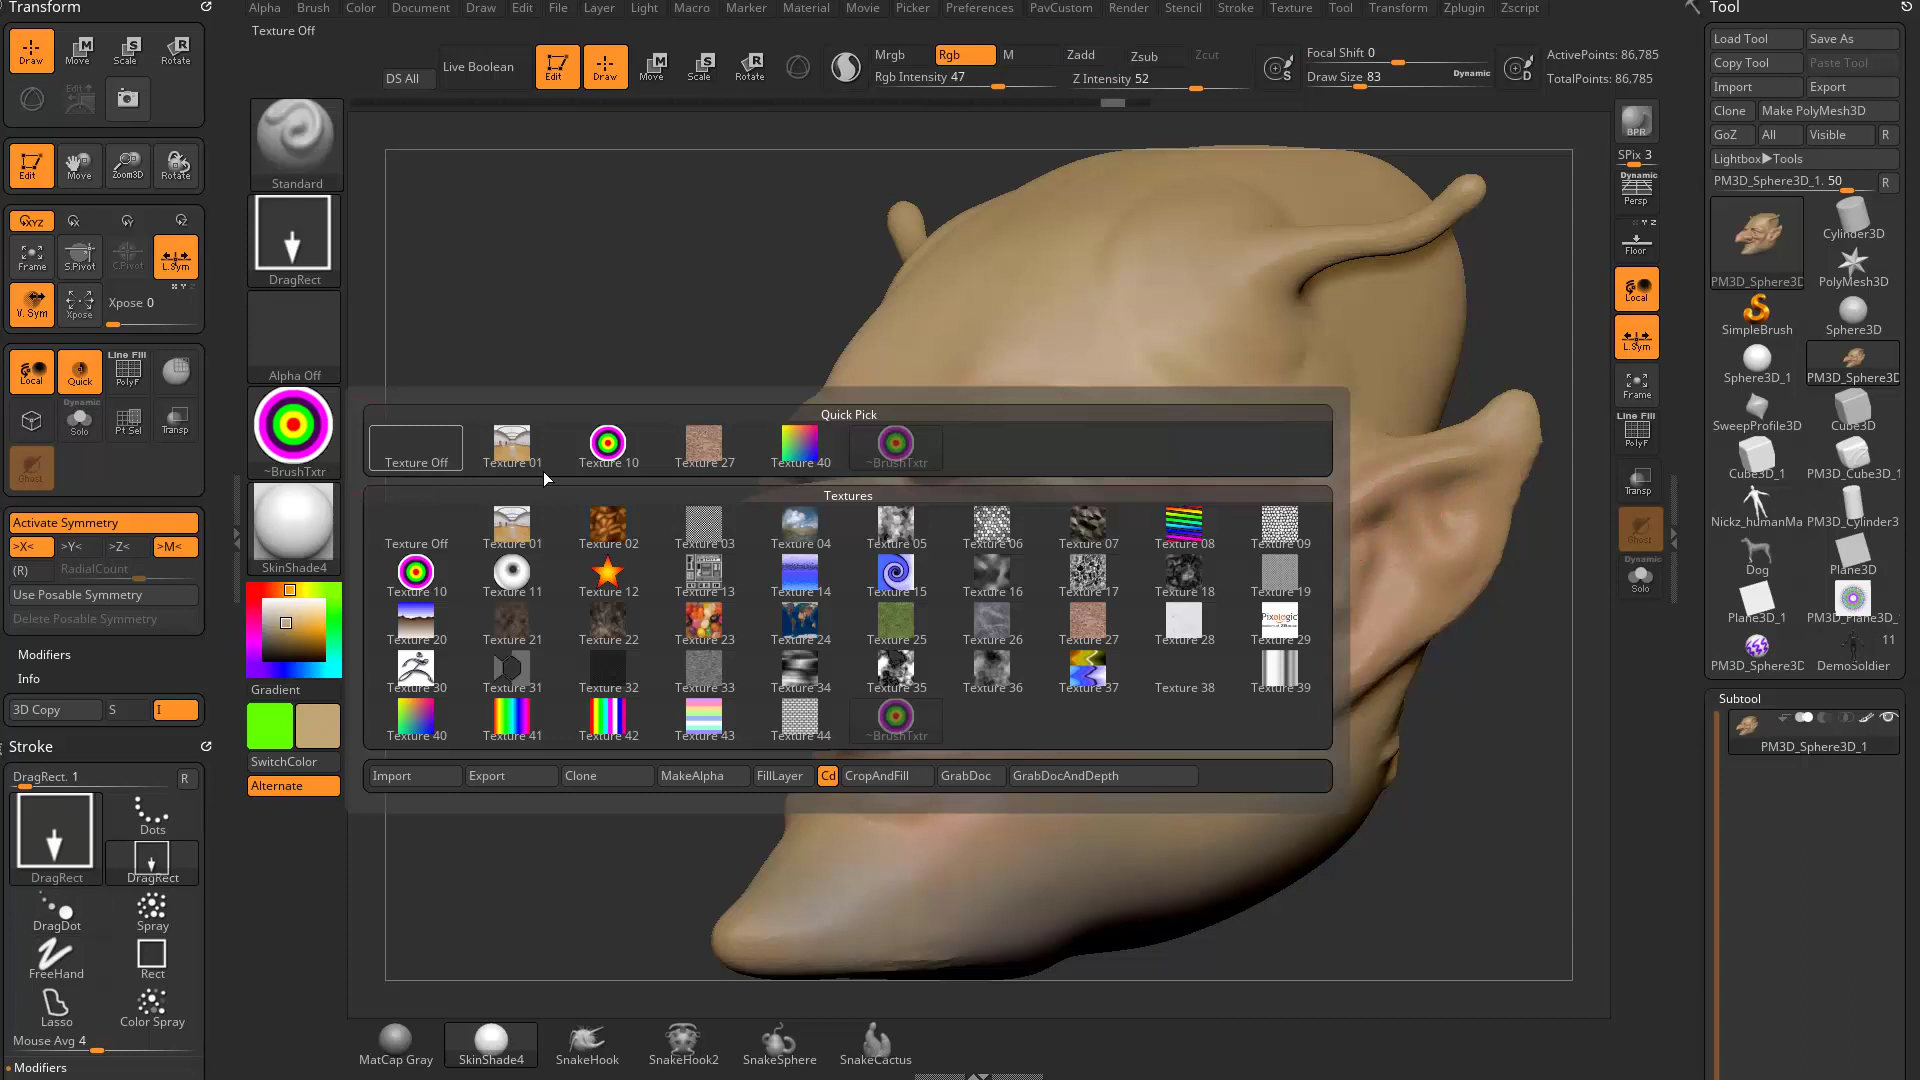 Transform
Alpha Brush Color Document Draw Edit File Layer Light Macro Marker Material Movie Picker Preferences PavCustom Render Stencil Stroke Texture Tool Transform Zplugin Zscript
Tool
Texture Off
Draw Move Scale Rotate
Edit
DS All
Live Boolean
Edit Draw Move Scale Rotate
Mrgb Rgb M Zadd Zsub Zcut
Rgb Intensity 47
Z Intensity 52
Focal Shift 0
Draw Size 83 Dynamic
ActivePoints: 86,785
TotalPoints: 86,785
Load Tool Save As
Copy Tool Paste Tool
Import Export
Clone Make PolyMesh3D
GoZ All Visible R
Lightbox▶Tools
PM3D_Sphere3D_1. 50 R
Edit Move Zoom3D Rotate
Frame S.Pivot C.Pivot L.Sym
V. Sym Xpose Xpose 0
Local Quick Line Fill PolyF
Dynamic
Solo Pt Sel Transp
Ghost
Activate Symmetry
>X< >Y< >Z< >M<
(R) RadialCount
Use Posable Symmetry
Delete Posable Symmetry
Modifiers
Info
3D Copy S I
Stroke
DragRect. 1 R
Dots
DragRect DragRect
DragDot Spray
FreeHand Rect
Lasso Color Spray
Mouse Avg 4
Modifiers
Standard
DragRect
Alpha Off
~BrushTxtr
SkinShade4
Gradient
SwitchColor
Alternate
Quick Pick
Texture Off Texture 01 Texture 10 Texture 27 Texture 40 ~BrushTxtr
Textures
Texture Off Texture 01 Texture 02 Texture 03 Texture 04 Texture 05 Texture 06 Texture 07 Texture 08 Texture 09
Texture 10 Texture 11 Texture 12 Texture 13 Texture 14 Texture 15 Texture 16 Texture 17 Texture 18 Texture 19
Pixologic
Texture 20 Texture 21 Texture 22 Texture 23 Texture 24 Texture 25 Texture 26 Texture 27 Texture 28 Texture 29
Texture 30 Texture 31 Texture 32 Texture 33 Texture 34 Texture 35 Texture 36 Texture 37 Texture 38 Texture 39
Texture 40 Texture 41 Texture 42 Texture 43 Texture 44 ~BrushTxtr
Import Export Clone MakeAlpha FillLayer Cd CropAndFill GrabDoc GrabDocAndDepth
MatCap Gray SkinShade4 SnakeHook SnakeHook2 SnakeSphere SnakeCactus
BPR
SPix 3
Dynamic
Persp
Floor
Local
L.Sym
Frame
Line Fill
PolyF
Transp
Ghost
Dynamic
Solo
PM3D_Sphere3D Cylinder3D
PolyMesh3D
SimpleBrush Sphere3D
Sphere3D_1 PM3D_Sphere3D
SweepProfile3D Cube3D
Cube3D_1 PM3D_Cube3D_1
Nickz_humanMa PM3D_Cylinder3
Dog Plane3D
Plane3D_1 PM3D_Plane3D_
11
PM3D_Sphere3D DemoSoldier
Subtool
PM3D_Sphere3D_1